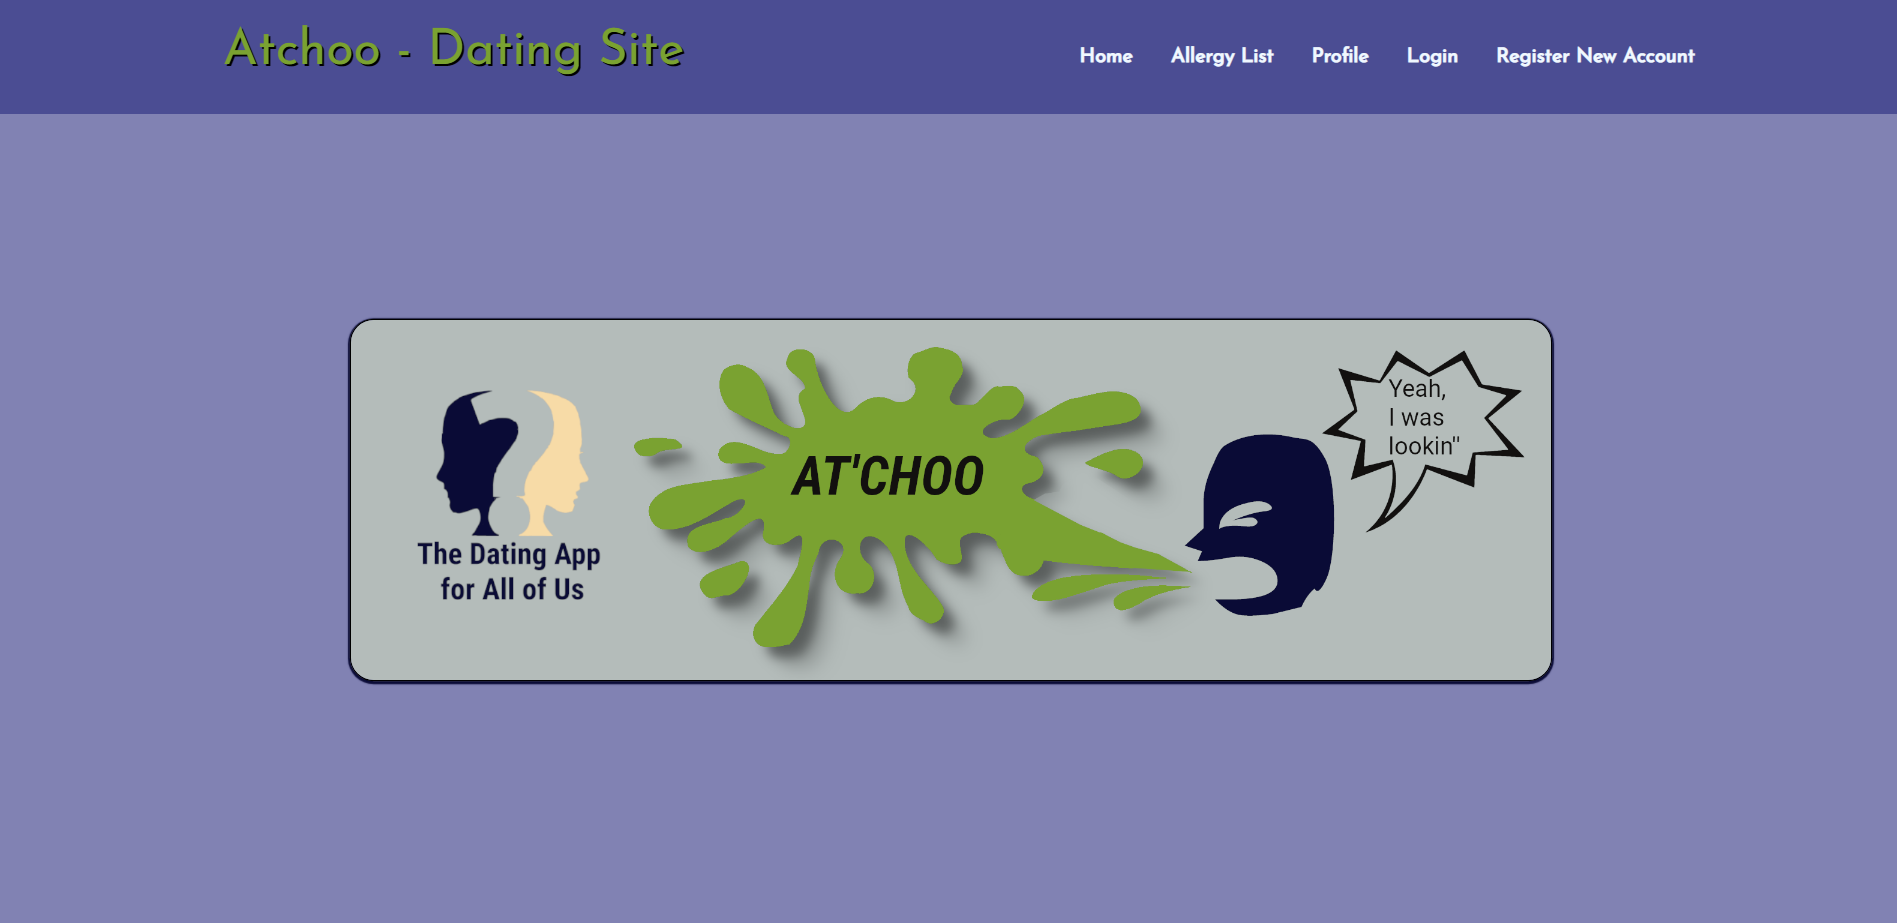 Atchoo - Dating Site
Home Allergy List Profile Login Register New Account
Yeah,
I was
lookin"
AT'CHOO
The Dating App
for All of Us